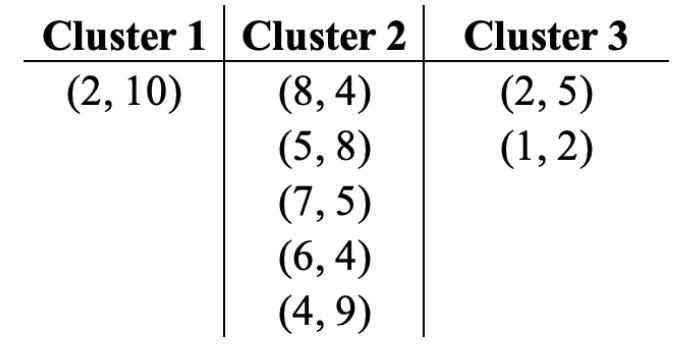 Cluster 1 Cluster 2 Cluster 3
(2, 10) (8, 4) (2, 5)
(5, 8) (1, 2)
(7, 5)
(6, 4)
(4, 9)